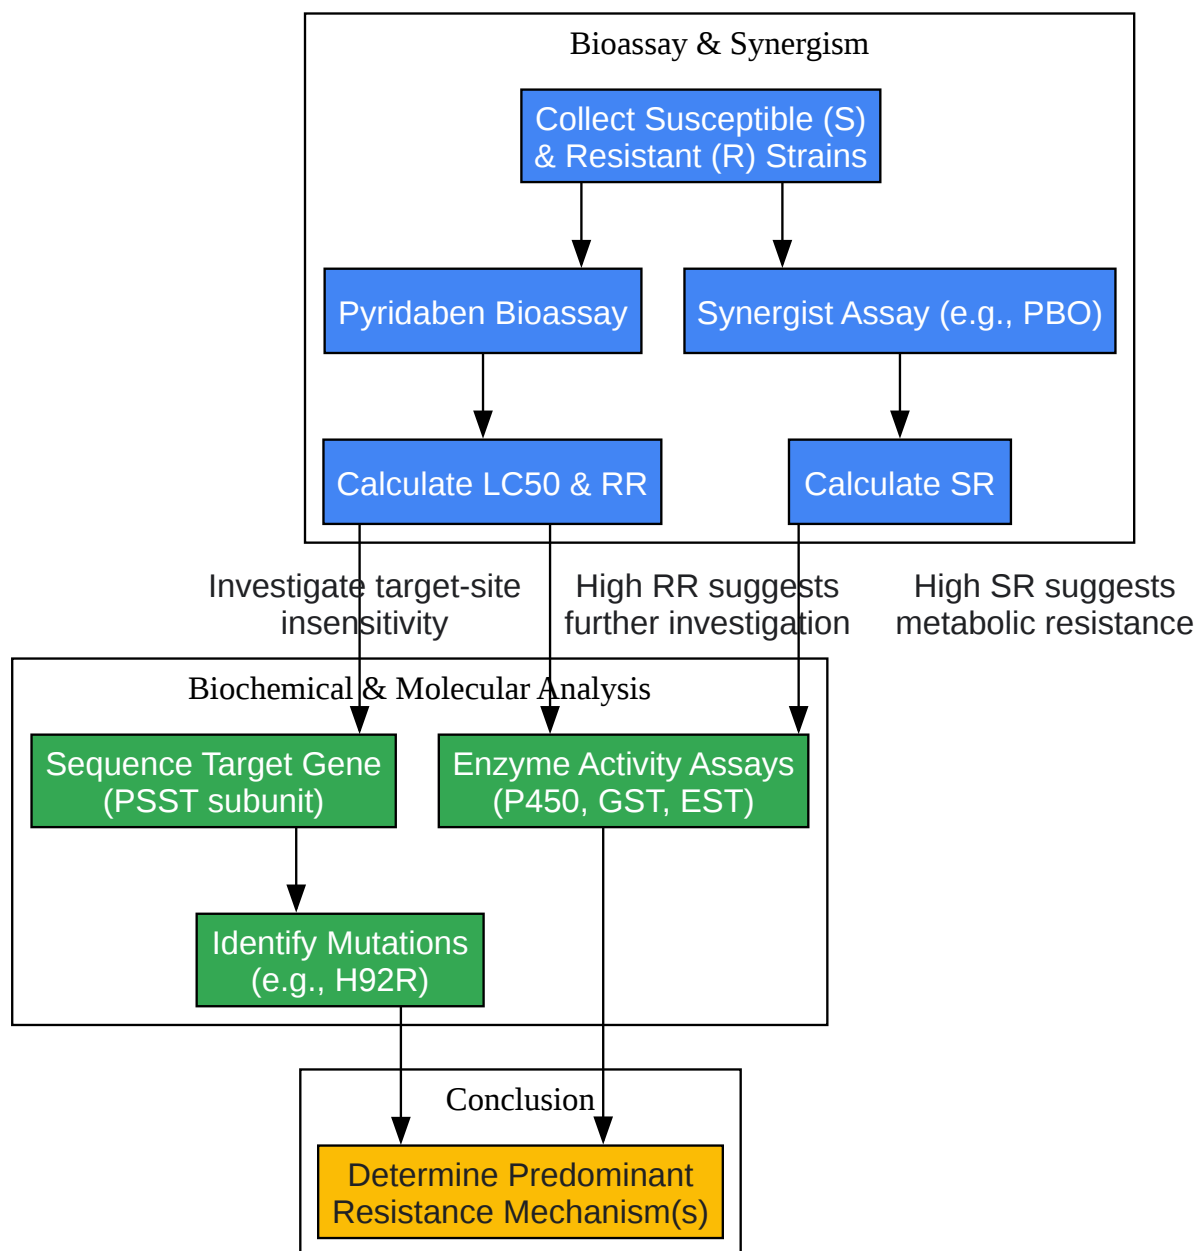 Bioassay & Synergism
Collect Susceptible (S)
& Resistant (R) Strains
Pyridaben Bioassay
Synergist Assay (e.g., PBO)
Calculate LC50 & RR
Calculate SR
Investigate target-site
insensitivity
High RR suggests
further investigation
High SR suggests
metabolic resistance
Biochemical & Molecular Analysis
Sequence Target Gene
(PSST subunit)
Enzyme Activity Assays
(P450, GST, EST)
Identify Mutations
(e.g., H92R)
Conclusion
Determine Predominant
Resistance Mechanism(s)